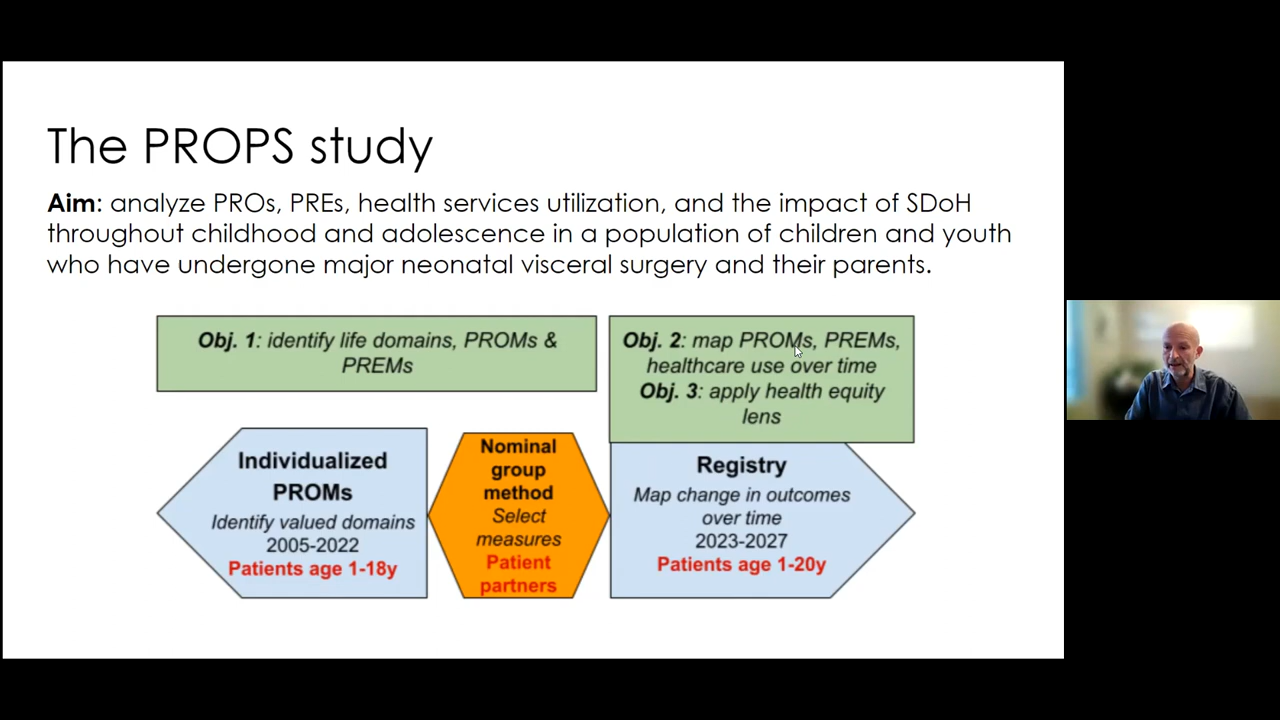 The PROPS study
Aim: analyze PROs, PREs, health services utilization, and the impact of SDoH
throughout childhood and adolescence in a population of children and youth
who have undergone major neonatal visceral surgery and their parents.
Obj. 1: identify life domains, PROMs &
PREMs
Obj. 2: map PROMs, PREMs,
healthcare use over time
Obj. 3: apply health equity
lens
Individualized
PROMs
Identify valued domains
2005-2022
Patients age 1-18y
Nominal
group
method
Select
measures
Patient
partners
Registry
Map change in outcomes
over time
2023-2027
Patients age 1-20y